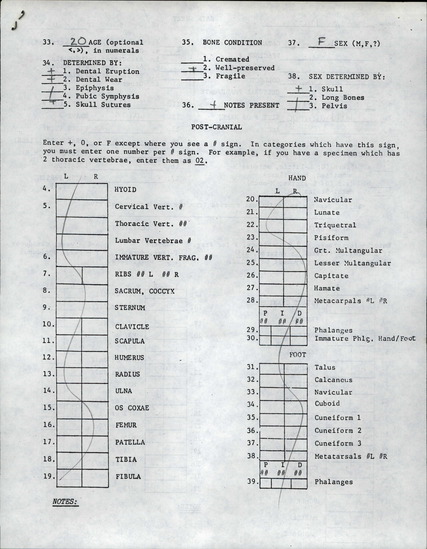 33. 20 AGE (optional
<,>), in numerals
34. DETERMINED BY:
+ 1. Dental Eruption
+ 2. Dental Wear
/ 3. Epiphysis
/ 4. Pubic Symphysis
+ 5. Skull Sutures
35. BONE CONDITION
1. Cremated
+ 2. Well-preserved
3. Fragile
36. + NOTES PRESENT
37. F SEX (M,F,?)
38. SEX DETERMINED BY:
+ 1. Skull
2. Long Bones
/ 3. Pelvis
POST-CRANIAL
Enter +, 0, or F except where you see a # sign. In categories which have this sign,
you must enter one number per # sign. For example, if you have a specimen which has
2 thoracic vertebrae, enter them as 02.
L R
4. HYOID
5. Cervical Vert. #
Thoracic Vert. ##
Lumbar Vertebrae #
6. IMMATURE VERT. FRAG. ##
7. RIBS ## L ## R
8. SACRUM, COCCYX
9. STERNUM
10. CLAVICLE
11. SCAPULA
12. HUMERUS
13. RADIUS
14. ULNA
15. OS COXAE
16. FEMUR
17. PATELLA
18. TIBIA
19. FIBULA
NOTES:
HAND
L R
20. Navicular
21. Lunate
22. Triquetral
23. Pisiform
24. Grt. Multangular
25. Lesser Multangular
26. Capitate
27. Hamate
28. Metacarpals #L #R
P I D
## ## ##
29. Phalanges
30. Immature Phlg. Hand/Foot
FOOT
31. Talus
32. Calcaneus
33. Navicular
34. Cuboid
35. Cuneiform 1
36. Cuneiform 2
37. Cuneiform 3
38. Metatarsals #L #R
P I D
## ## ##
39. Phalanges